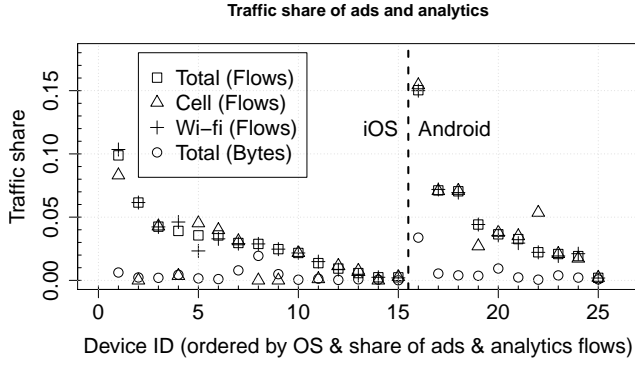 Traffic share of ads and analytics
Traffic share
0.00 0.05 0.10 0.15
Total (Flows)
Cell (Flows)
Wi−fi (Flows)
Total (Bytes)
iOS Android
0 5 10 15 20 25
Device ID (ordered by OS & share of ads & analytics flows)